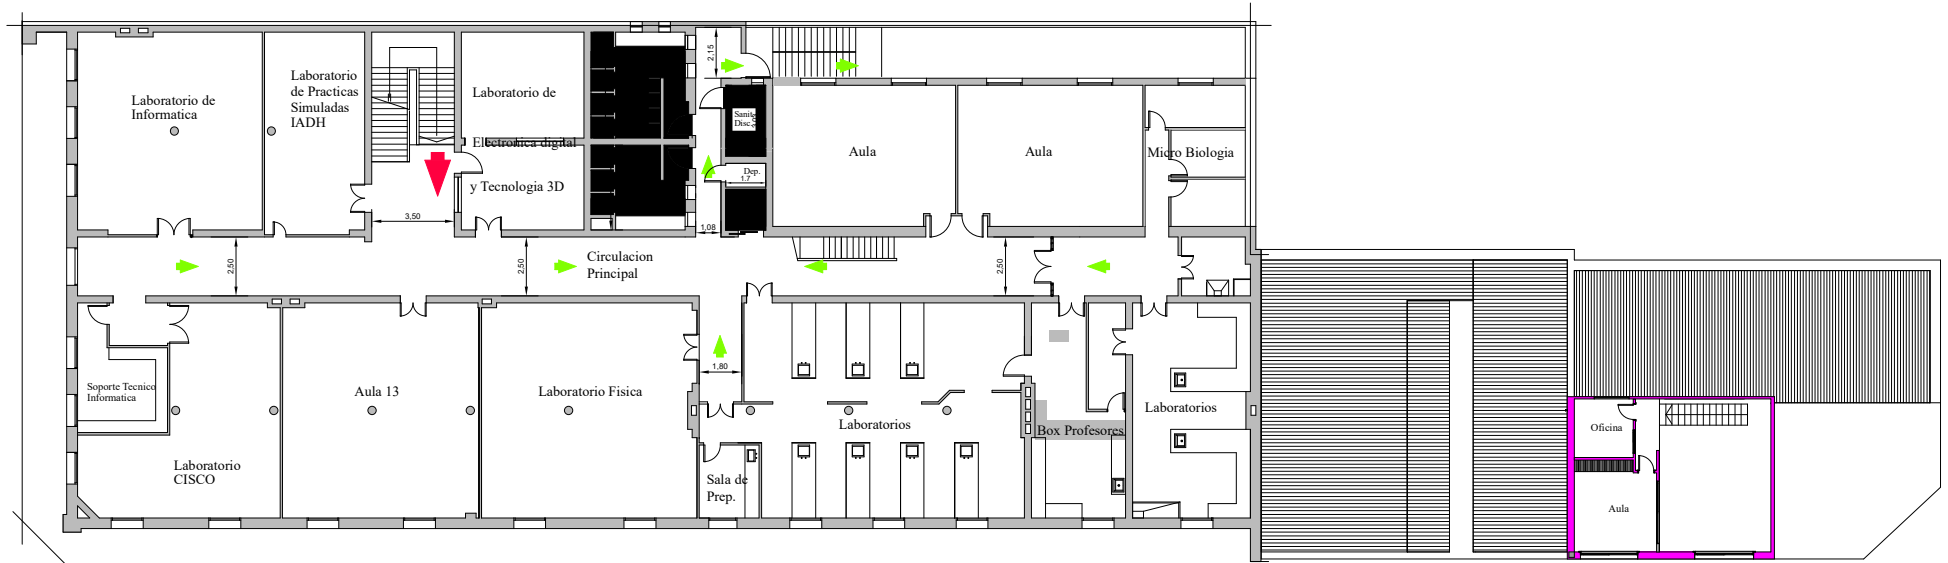 Laboratorio de
Informatica
Laboratorio
de Practicas
Simuladas
IADH
3,50
Laboratorio de
Electronica digital
y Tecnologia 3D
2,15
Sanit.
Disc.
Dep.
1.7
1,08
Aula
Aula
Micro Biologia
2,50
2,50
Circulacion
Principal
2,50
Soporte Tecnico
Informatica
Laboratorio
CISCO
Aula 13
Laboratorio Fisica
1,80
Sala de
Prep.
Laboratorios
Box Profesores
Laboratorios
Oficina
Aula